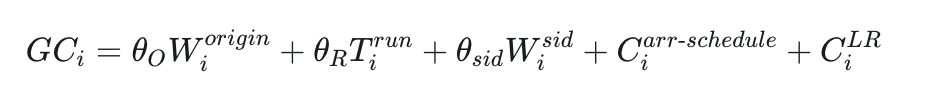 GC_i = θ_O W_i^{origin} + θ_R T_i^{run} + θ_{sid} W_i^{sid} + C_i^{arr-schedule} + C_i^{LR}